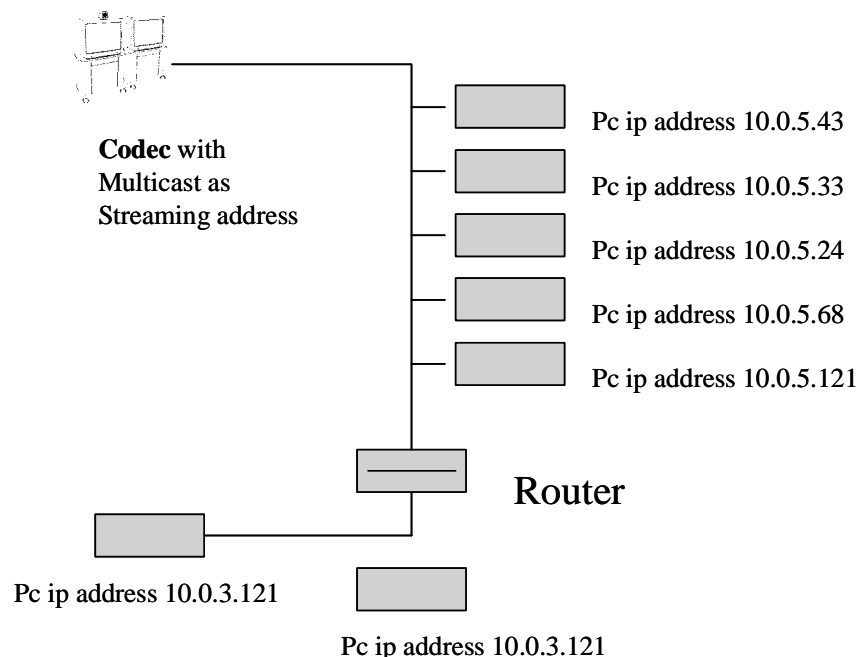 Pc ip address 10.0.5.43
Codec with
Multicast as
Streaming address
Pc ip address 10.0.5.33
Pc ip address 10.0.5.24
Pc ip address 10.0.5.68
Pc ip address 10.0.5.121
Router
Pc ip address 10.0.3.121
Pc ip address 10.0.3.121